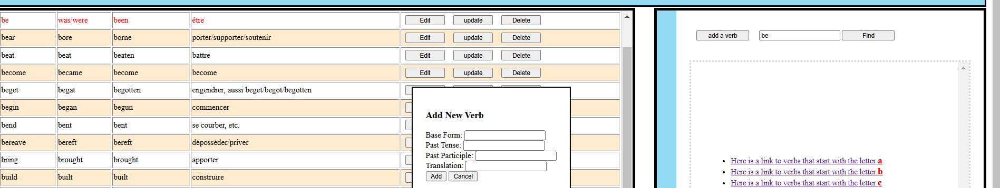 be was/were been être Edit update Delete
bear bore borne porter/supporter/soutenir Edit update Delete
beat beat beaten battre Edit update Delete
become became become become Edit update Delete
beget begat begotten engendrer, aussi beget/begot/begotten
begin began begun commencer
bend bent bent se courber, etc.
bereave bereft bereft déposséder/priver
bring brought brought apporter
build built built construire
Add New Verb
Base Form:
Past Tense:
Past Participle:
Translation:
Add Cancel
add a verb be Find
Here is a link to verbs that start with the letter a
Here is a link to verbs that start with the letter b
Here is a link to verbs that start with the letter c